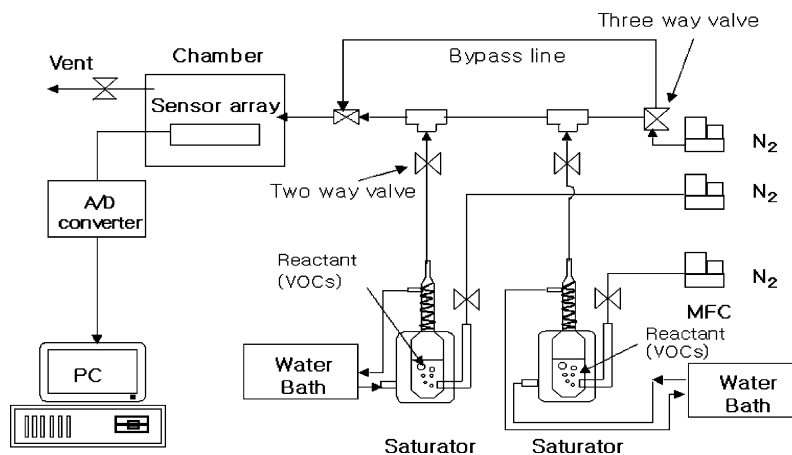 Three way valve
Vent
Chamber
Bypass line
Sensor array
N₂
Two way valve
N₂
A/D
converter
Reactant
(VOCs)
N₂
MFC
Reactant
(VOCs)
Water
Bath
PC
Water
Bath
Saturator
Saturator